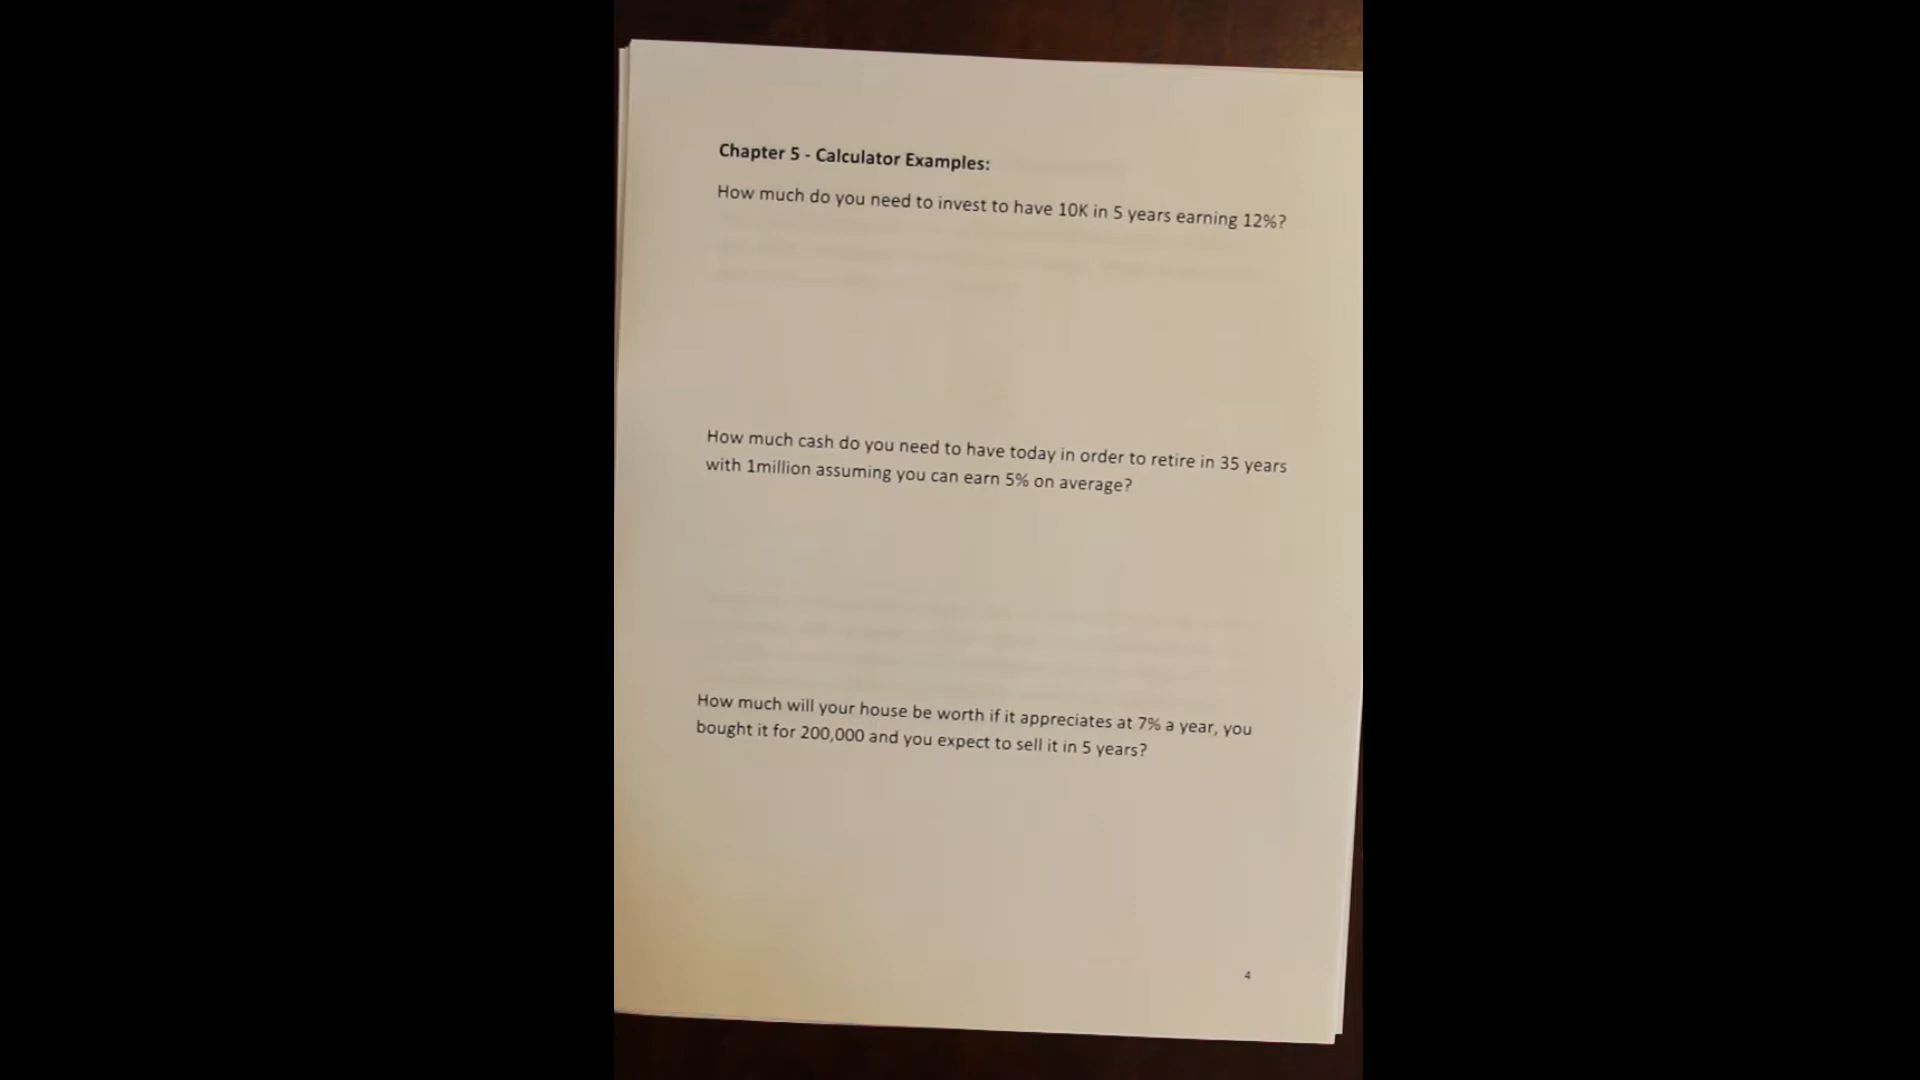 Chapter 5 - Calculator Examples:
How much do you need to invest to have 10K in 5 years earning 12%?
How much cash do you need to have today in order to retire in 35 years
with 1million assuming you can earn 5% on average?
How much will your house be worth if it appreciates at 7% a year, you
bought it for 200,000 and you expect to sell it in 5 years?
4